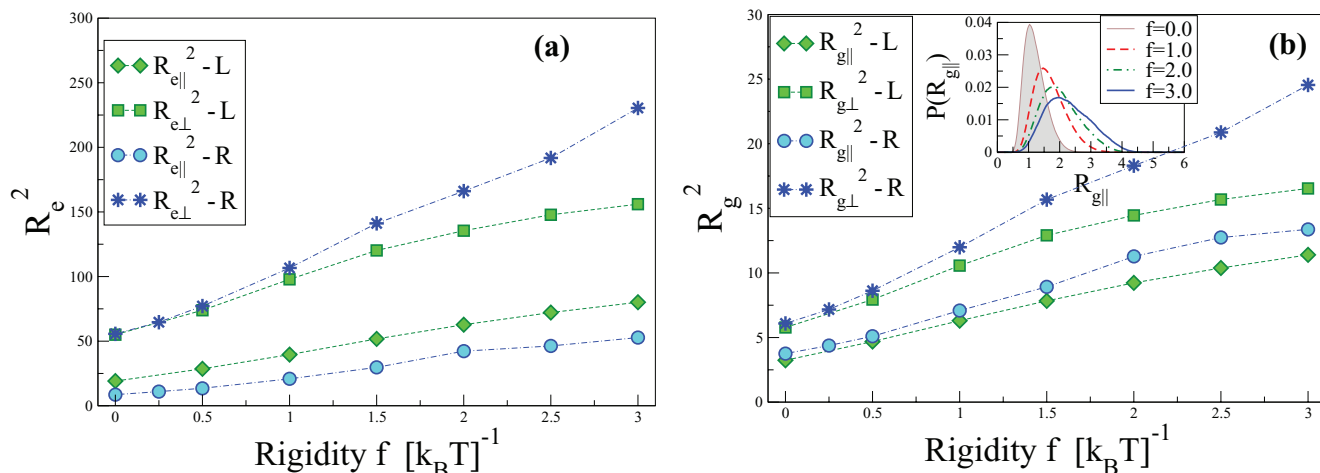 (a)
R_e∥^2 - L
R_e⊥^2 - L
R_e∥^2 - R
R_e⊥^2 - R
R_e^2
300
250
200
150
100
50
0
0 0.5 1 1.5 2 2.5 3
Rigidity f [k_BT]^-1
(b)
R_g∥^2 - L
R_g⊥^2 - L
R_g∥^2 - R
R_g⊥^2 - R
R_g^2
30
25
20
15
10
5
0
0 0.5 1 1.5 2 2.5 3
Rigidity f [k_BT]^-1
P(R_g∥)
0.04
0.03
0.02
0.01
0
0 1 2 3 4 5 6
R_g∥
f=0.0
f=1.0
f=2.0
f=3.0